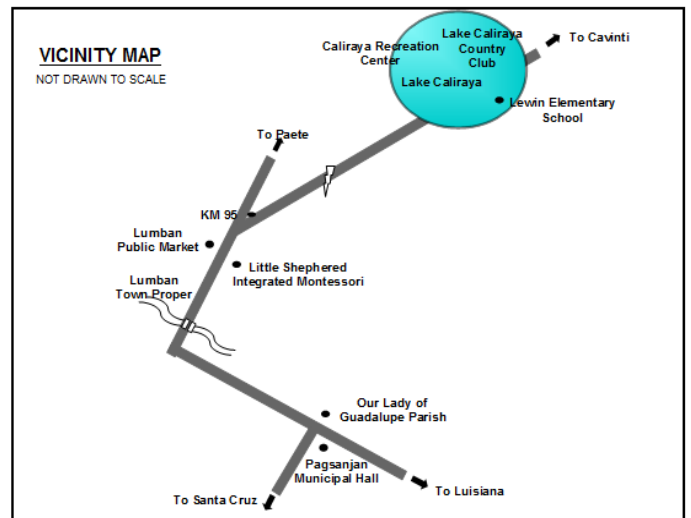 VICINITY MAP
NOT DRAWN TO SCALE
Caliraya Recreation
Center
Lake Caliraya
Country
Club
Lake Caliraya
To Cavinti
Lewin Elementary
School
To Paete
KM 95
Lumban
Public Market
Little Shephered
Integrated Montessori
Lumban
Town Proper
Our Lady of
Guadalupe Parish
Pagsanjan
Municipal Hall
To Santa Cruz
To Luisiana